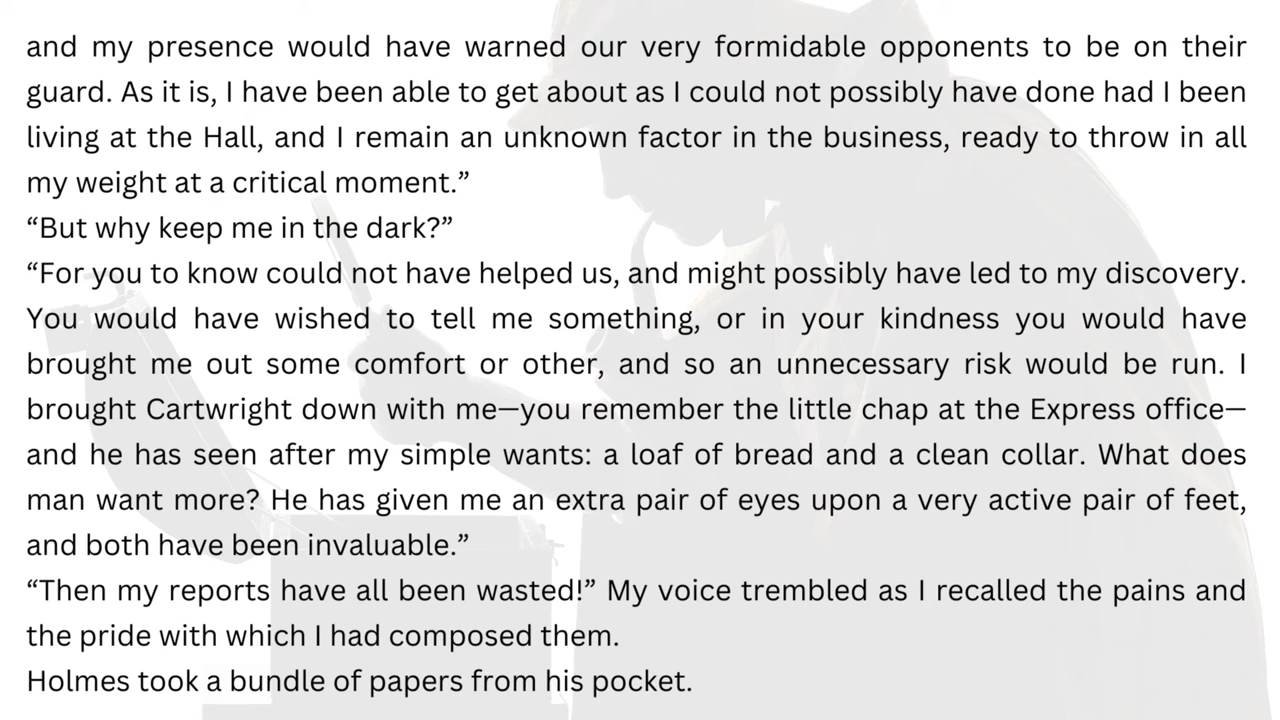 and my presence would have warned our very formidable opponents to be on their
guard. As it is, I have been able to get about as I could not possibly have done had I been
living at the Hall, and I remain an unknown factor in the business, ready to throw in all
my weight at a critical moment.”
“But why keep me in the dark?”
“For you to know could not have helped us, and might possibly have led to my discovery.
You would have wished to tell me something, or in your kindness you would have
brought me out some comfort or other, and so an unnecessary risk would be run. I
brought Cartwright down with me—you remember the little chap at the Express office—
and he has seen after my simple wants: a loaf of bread and a clean collar. What does
man want more? He has given me an extra pair of eyes upon a very active pair of feet,
and both have been invaluable.”
“Then my reports have all been wasted!” My voice trembled as I recalled the pains and
the pride with which I had composed them.
Holmes took a bundle of papers from his pocket.